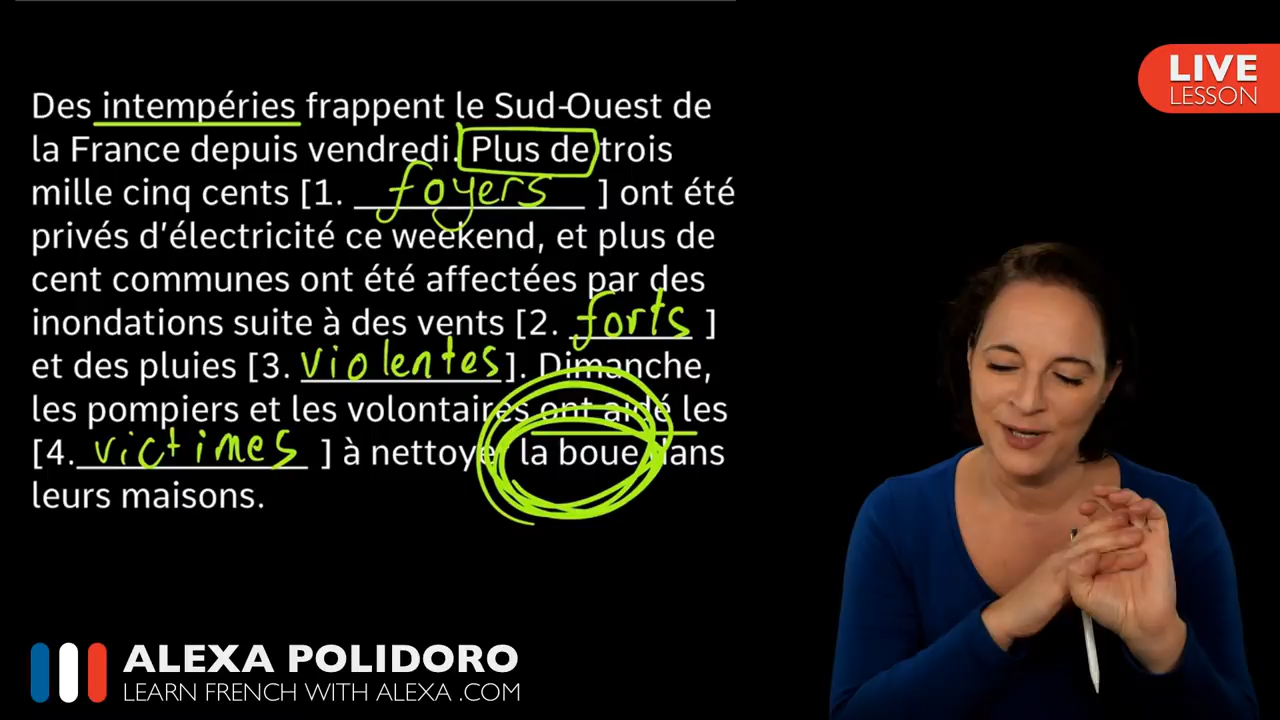 LIVE
LESSON
Des intempéries frappent le Sud-Ouest de
la France depuis vendredi. Plus de trois
mille cinq cents [1. foyers ] ont été
privés d’électricité ce weekend, et plus de
cent communes ont été affectées par des
inondations suite à des vents [2. forts ]
et des pluies [3. violentes]. Dimanche,
les pompiers et les volontaires ont aidé les
[4. victimes ] à nettoyer la boue dans
leurs maisons.
ALEXA POLIDORO
LEARN FRENCH WITH ALEXA .COM